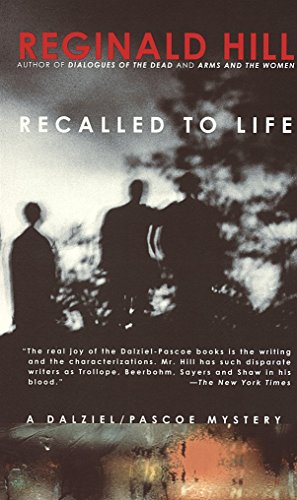 REGINALD HILL
AUTHOR OF DIALOGUES OF THE DEAD AND ARMS AND THE WOMEN
RECALLED TO LIFE
"The real joy of the Dalziel-Pascoe books is the writing
and the characterizations. Mr. Hill has such disparate
writers as Trollope, Beerbohm, Sayers and Shaw in his
blood." —The New York Times
A DALZIEL/PASCOE MYSTERY